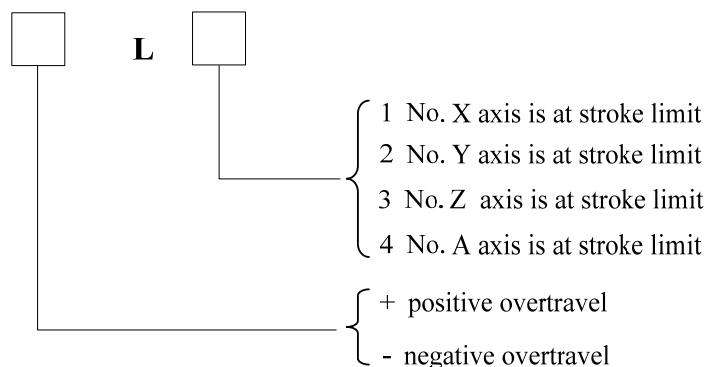 L
1 No. X axis is at stroke limit
2 No. Y axis is at stroke limit
3 No. Z axis is at stroke limit
4 No. A axis is at stroke limit
+ positive overtravel
- negative overtravel